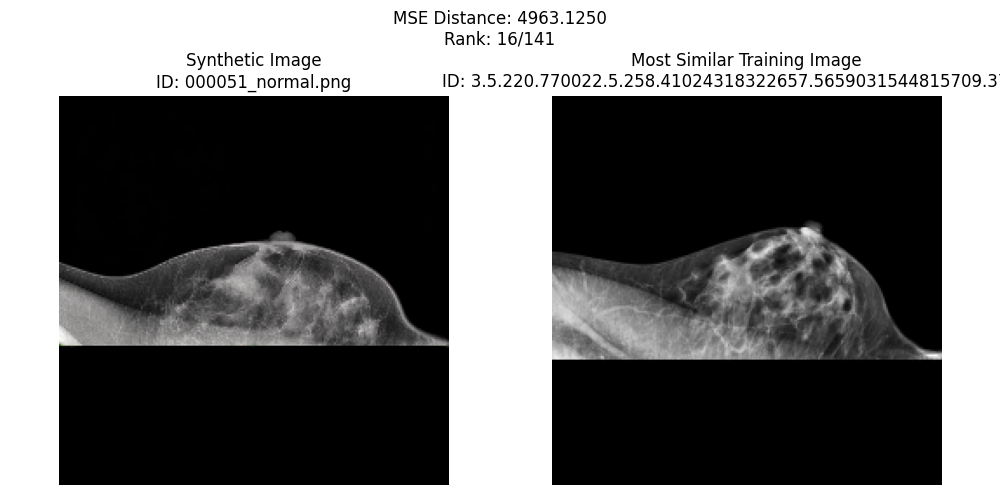 MSE Distance: 4963.1250
Rank: 16/141
Synthetic Image
ID: 000051_normal.png
Most Similar Training Image
ID: 3.5.220.770022.5.258.41024318322657.5659031544815709.3